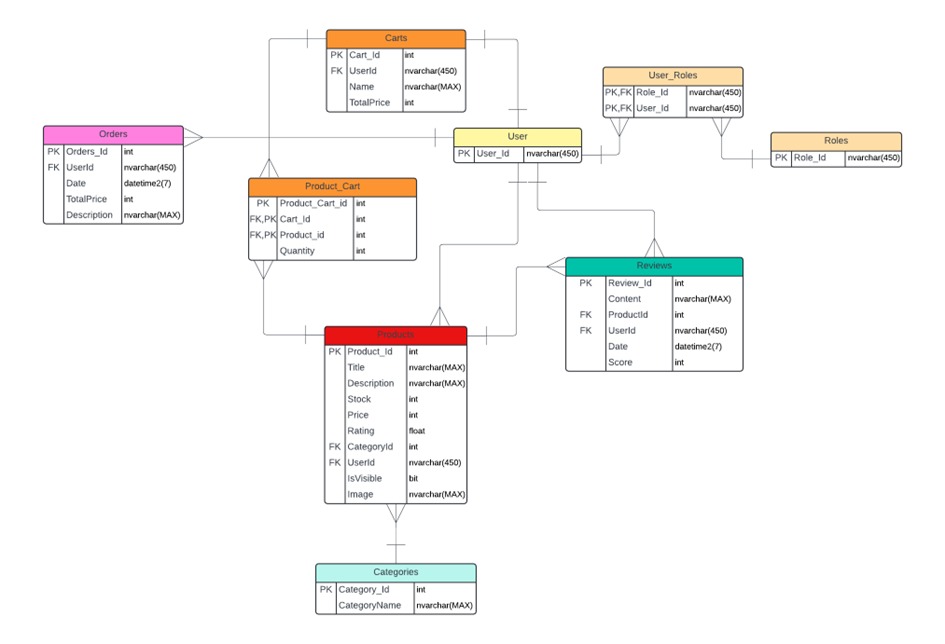 Carts
PK Cart_Id int
FK UserId nvarchar(450)
Name nvarchar(MAX)
TotalPrice int
User_Roles
PK,FK Role_Id nvarchar(450)
PK,FK User_Id nvarchar(450)
Orders
PK Orders_Id int
FK UserId nvarchar(450)
Date datetime2(7)
TotalPrice int
Description nvarchar(MAX)
User
PK User_Id nvarchar(450)
Roles
PK Role_Id nvarchar(450)
Product_Cart
PK Product_Cart_id int
FK,PK Cart_Id int
FK,PK Product_id int
Quantity int
Reviews
PK Review_Id int
Content nvarchar(MAX)
FK ProductId int
FK UserId nvarchar(450)
Date datetime2(7)
Score int
Products
PK Product_Id int
Title nvarchar(MAX)
Description nvarchar(MAX)
Stock int
Price int
Rating float
FK CategoryId int
FK UserId nvarchar(450)
IsVisible bit
Image nvarchar(MAX)
Categories
PK Category_Id int
CategoryName nvarchar(MAX)